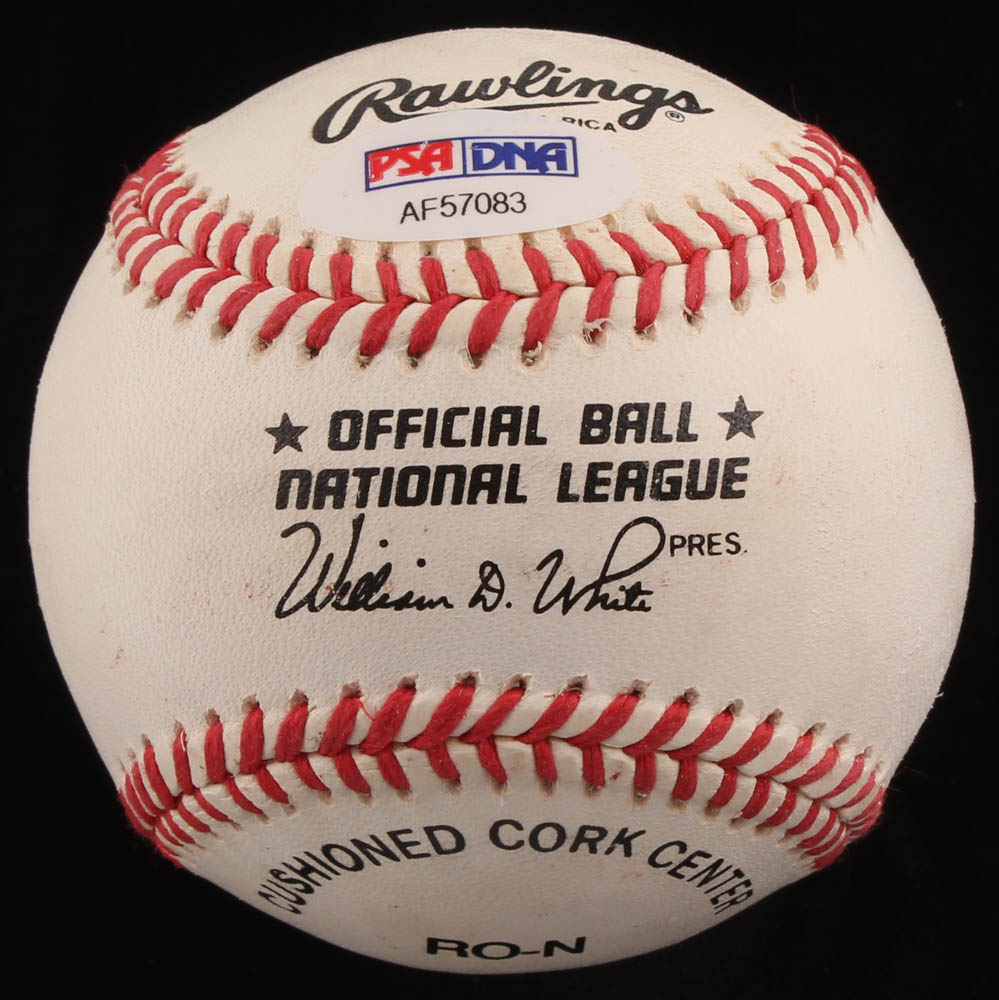 Rawlings ®
PSA DNA
AF57083
★ OFFICIAL BALL ★
NATIONAL LEAGUE
William D. White PRES.
CUSHIONED CORK CENTER
RO-N